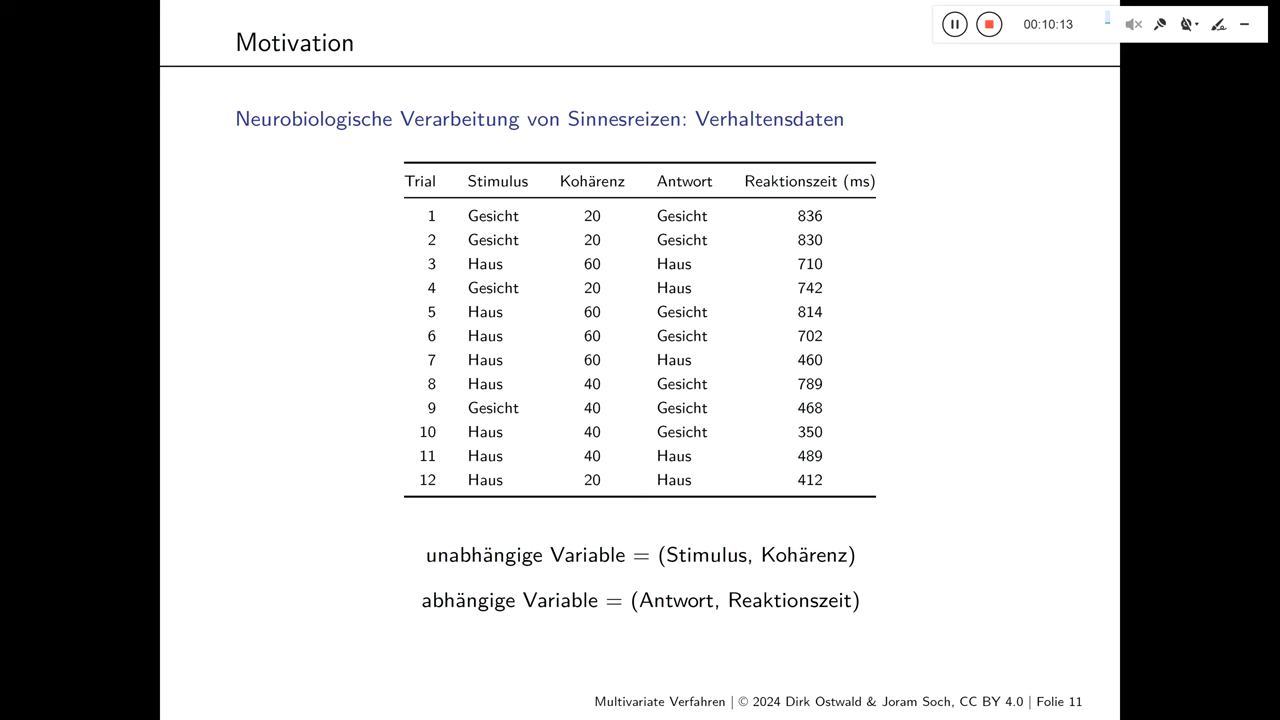 00:10:13
Motivation
Neurobiologische Verarbeitung von Sinnesreizen: Verhaltensdaten
Trial Stimulus Kohärenz Antwort Reaktionszeit (ms)
1 Gesicht 20 Gesicht 836
2 Gesicht 20 Gesicht 830
3 Haus 60 Haus 710
4 Gesicht 20 Haus 742
5 Haus 60 Gesicht 814
6 Haus 60 Gesicht 702
7 Haus 60 Haus 460
8 Haus 40 Gesicht 789
9 Gesicht 40 Gesicht 468
10 Haus 40 Gesicht 350
11 Haus 40 Haus 489
12 Haus 20 Haus 412
unabhängige Variable = (Stimulus, Kohärenz)
abhängige Variable = (Antwort, Reaktionszeit)
Multivariate Verfahren | © 2024 Dirk Ostwald & Joram Soch, CC BY 4.0 | Folie 11